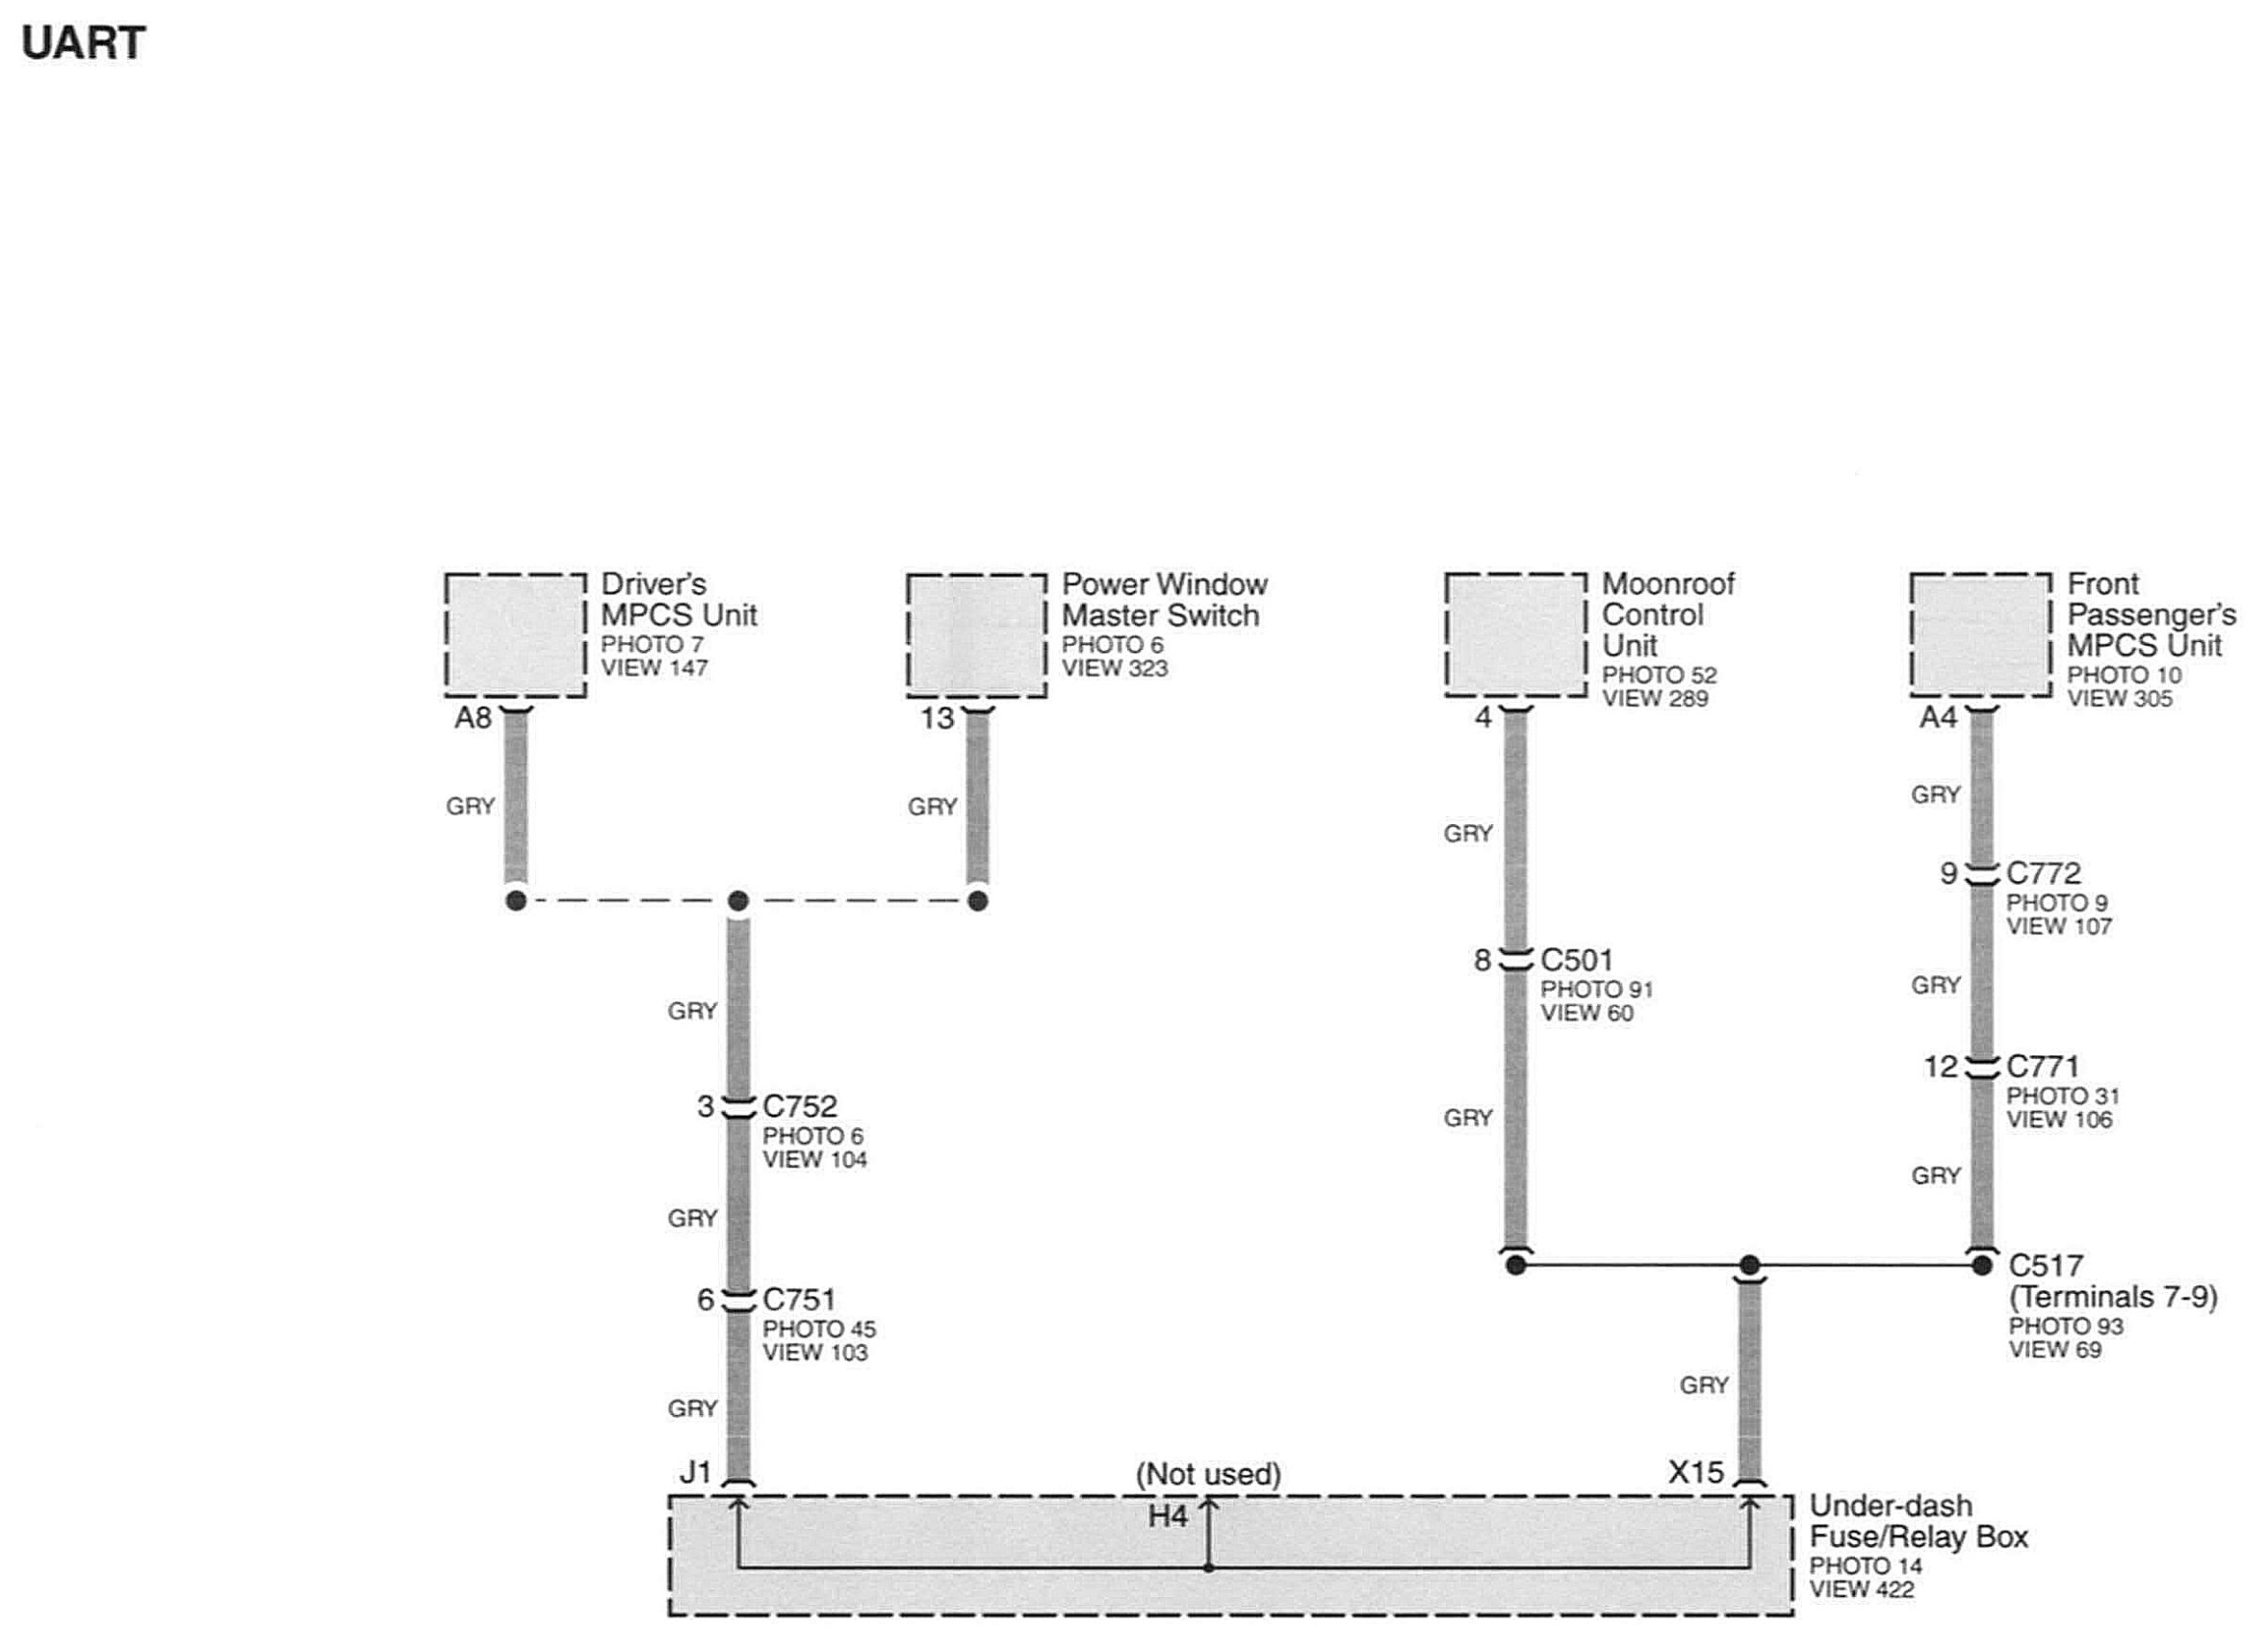 UART
Driver's
MPCS Unit
PHOTO 7
VIEW 147
Power Window
Master Switch
PHOTO 6
VIEW 323
Moonroof
Control
Unit
PHOTO 52
VIEW 289
Front
Passenger's
MPCS Unit
PHOTO 10
VIEW 305
A8
13
4
A4
GRY
GRY
GRY
GRY
9
C772
PHOTO 9
VIEW 107
8
C501
PHOTO 91
VIEW 60
GRY
GRY
12
C771
PHOTO 31
VIEW 106
3
C752
PHOTO 6
VIEW 104
GRY
GRY
GRY
C517
(Terminals 7-9)
PHOTO 93
VIEW 69
6
C751
PHOTO 45
VIEW 103
GRY
GRY
J1
(Not used)
X15
H4
Under-dash
Fuse/Relay Box
PHOTO 14
VIEW 422